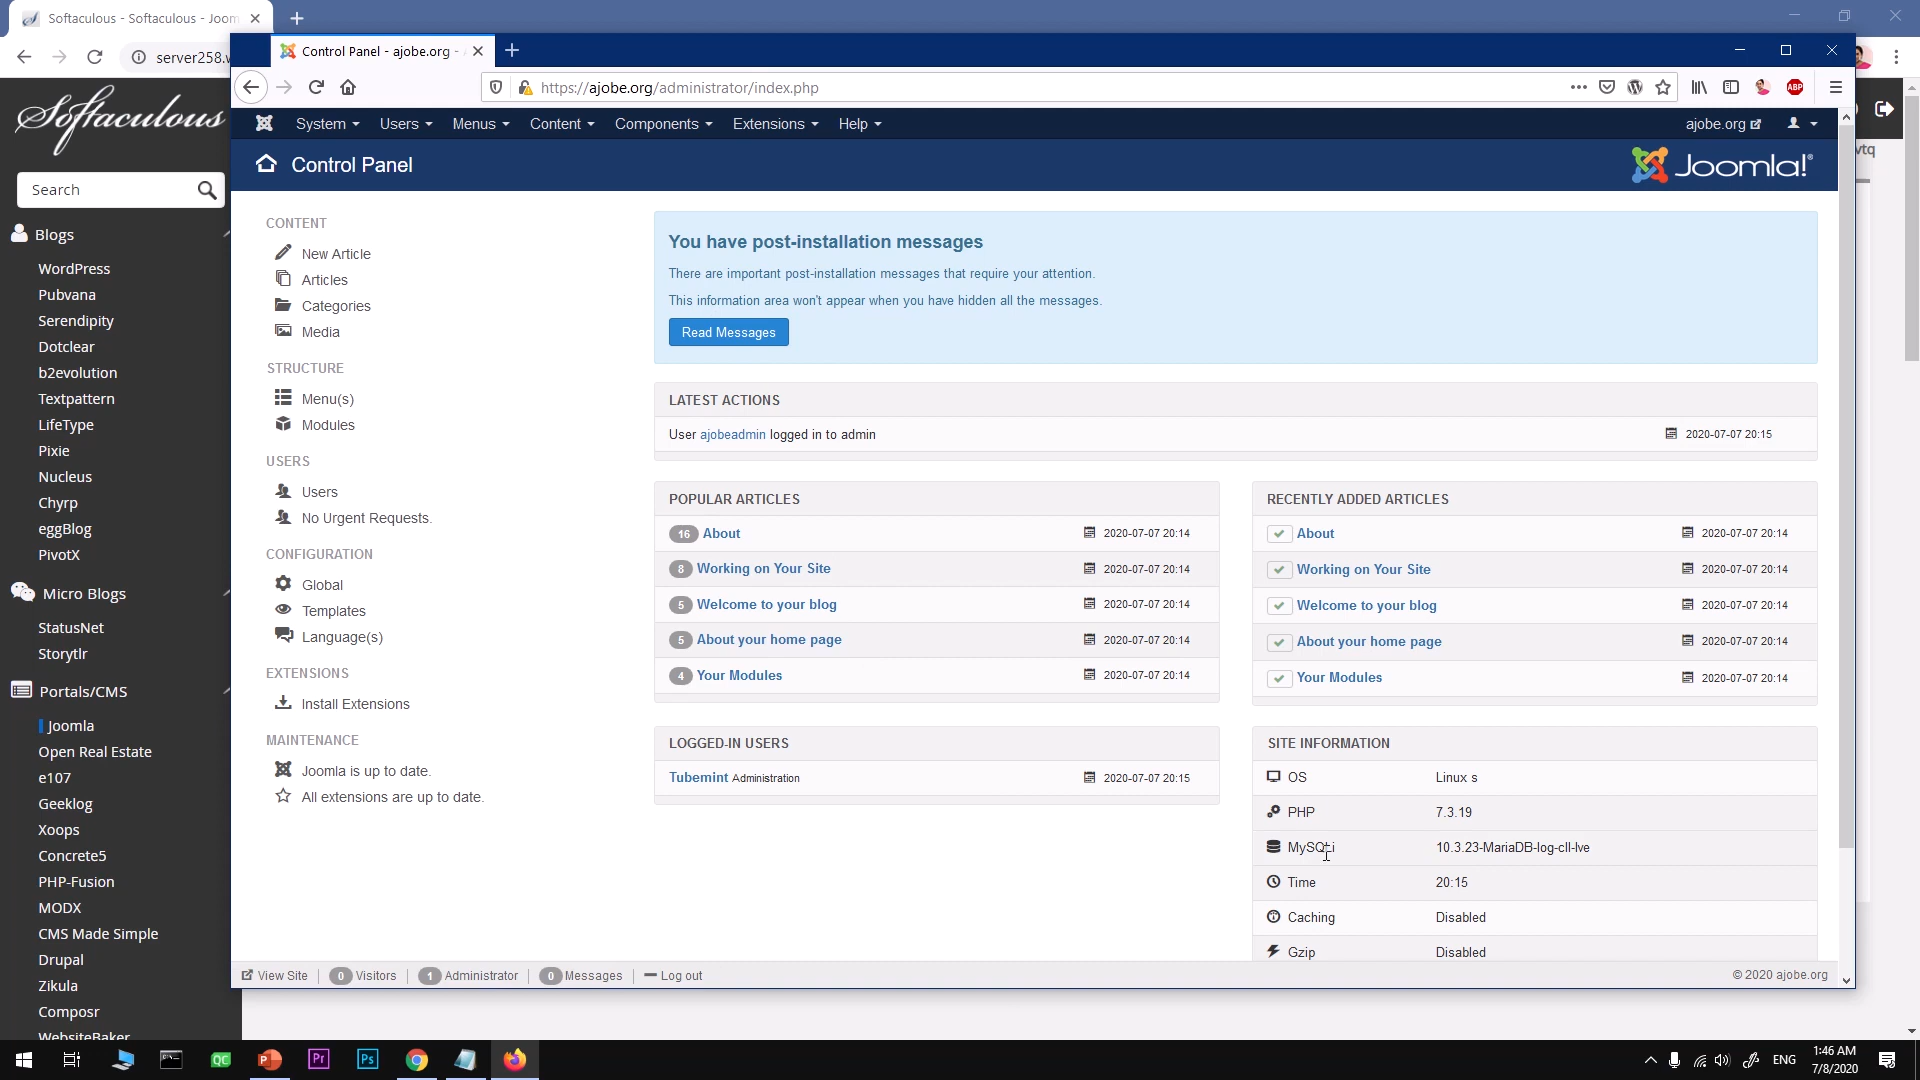 Softaculous - Softaculous - Joom
server258.w
Softaculous
Search
Blogs
WordPress
Pubvana
Serendipity
Dotclear
b2evolution
Textpattern
LifeType
Pixie
Nucleus
Chyrp
eggBlog
PivotX
Micro Blogs
StatusNet
Storytlr
Portals/CMS
Joomla
Open Real Estate
e107
Geeklog
Xoops
Concrete5
PHP-Fusion
MODX
CMS Made Simple
Drupal
Zikula
Composr
WebsiteBaker
vtq
Control Panel - ajobe.org -
https://ajobe.org/administrator/index.php
ABP
System Users Menus Content Components Extensions Help ajobe.org
Control Panel
Joomla!®
CONTENT
New Article
Articles
Categories
Media
STRUCTURE
Menu(s)
Modules
USERS
Users
No Urgent Requests.
CONFIGURATION
Global
Templates
Language(s)
EXTENSIONS
Install Extensions
MAINTENANCE
Joomla is up to date.
All extensions are up to date.
You have post-installation messages
There are important post-installation messages that require your attention.
This information area won't appear when you have hidden all the messages.
Read Messages
LATEST ACTIONS
User ajobeadmin logged in to admin 2020-07-07 20:15
POPULAR ARTICLES
16 About 2020-07-07 20:14
8 Working on Your Site 2020-07-07 20:14
5 Welcome to your blog 2020-07-07 20:14
5 About your home page 2020-07-07 20:14
4 Your Modules 2020-07-07 20:14
RECENTLY ADDED ARTICLES
About 2020-07-07 20:14
Working on Your Site 2020-07-07 20:14
Welcome to your blog 2020-07-07 20:14
About your home page 2020-07-07 20:14
Your Modules 2020-07-07 20:14
LOGGED-IN USERS
Tubemint Administration 2020-07-07 20:15
SITE INFORMATION
OS Linux s
PHP 7.3.19
MySQLi 10.3.23-MariaDB-log-cll-lve
Time 20:15
Caching Disabled
Gzip Disabled
View Site 0 Visitors 1 Administrator 0 Messages Log out © 2020 ajobe.org
QC P Pr Ps ENG
1:46 AM
7/8/2020